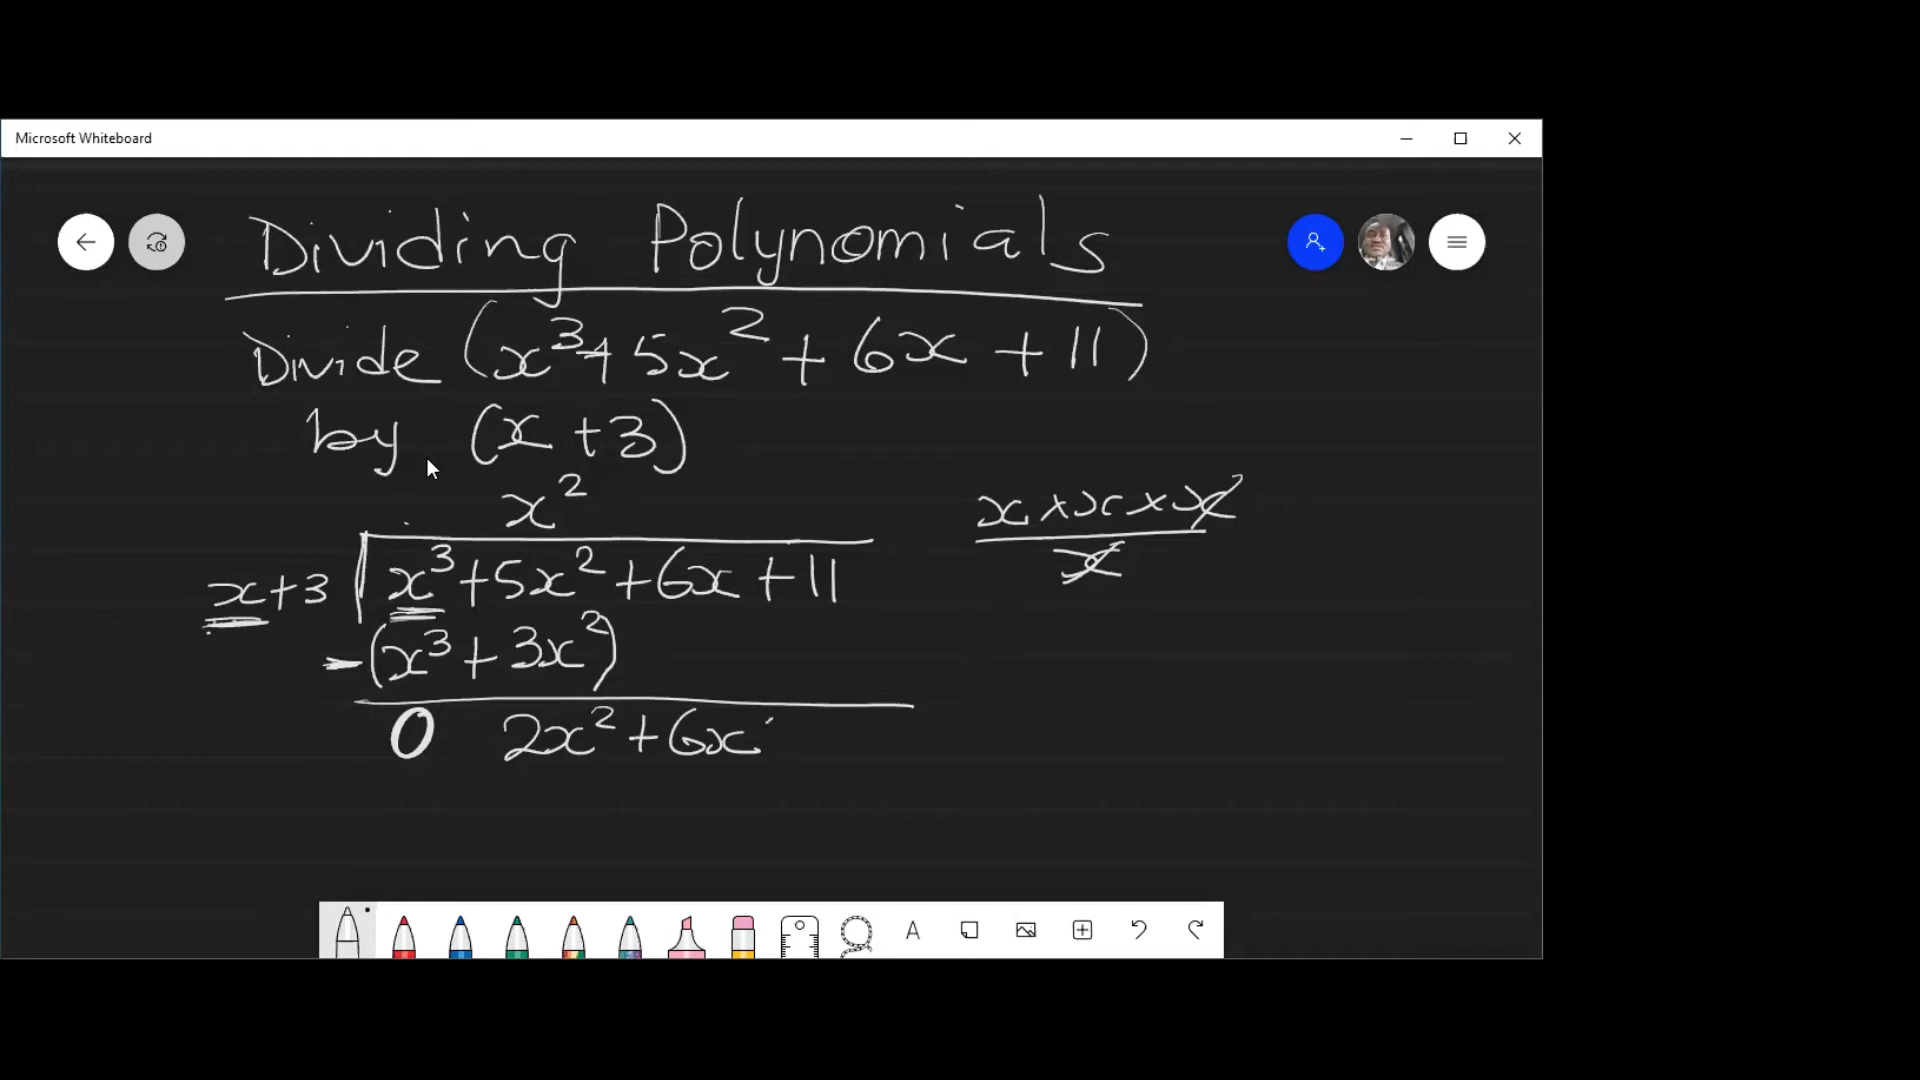 Microsoft Whiteboard
Dividing Polynomials
Divide (x³+5x²+6x+11)
by (x+3)
x²
x×x×x
x
x+3 x³+5x²+6x+11
-(x³+3x²)
0 2x²+6x
A